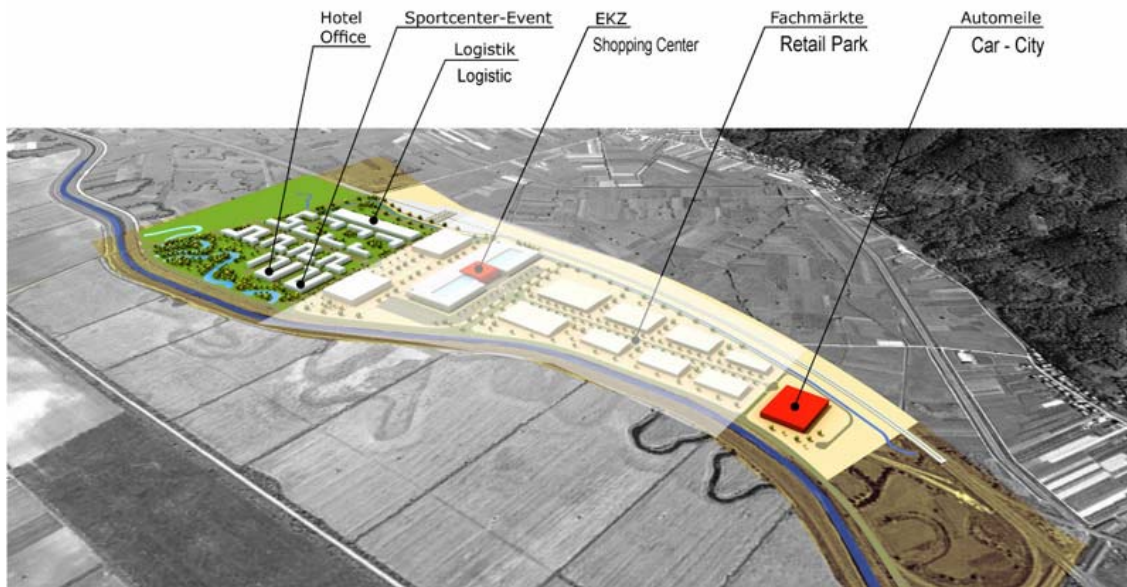 Hotel
Office
Sportcenter-Event
Logistik
Logistic
EKZ
Shopping Center
Fachmärkte
Retail Park
Automeile
Car - City